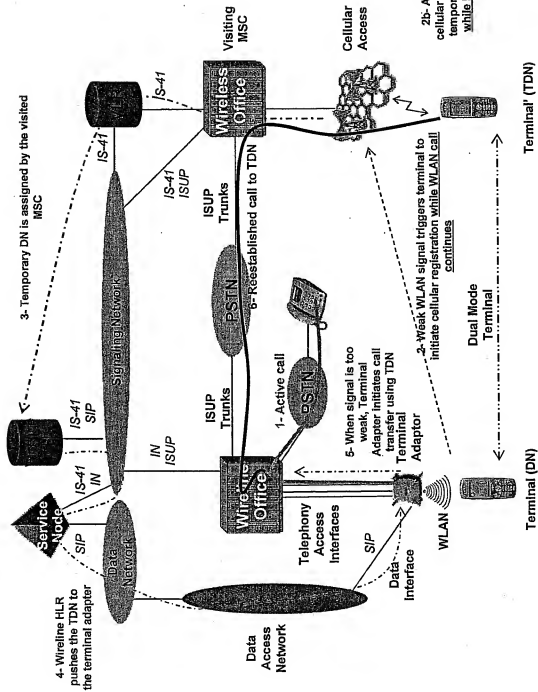 3- Temporary DN is assigned by the visited
MSC
4- Wireline HLR
pushes the TDN to
the terminal adapter
Service
Node
IS-41
IN
IS-41
SIP
IS-41
IS-41
Signaling Network
SIP
Data
Network
IN
ISUP
IS-41
ISUP
Visiting
MSC
Wireless
Office
ISUP
Trunks
PSTN
ISUP
Trunks
6- Reestablished call to TDN
Wireline
Office
1- Active call
PSTN
Cellular
Access
Data
Access
Network
Telephony
Access
Interfaces
5- When signal is too
weak, Terminal
Adapter initiates call
transfer using TDN
Terminal
Adaptor
SIP
Data
Interface
WLAN
2- Weak WLAN signal triggers terminal to
initiate cellular registration while WLAN call
continues
2b- A
cellular
tempor
while
Dual Mode
Terminal
Terminal (DN)
Terminal' (TDN)